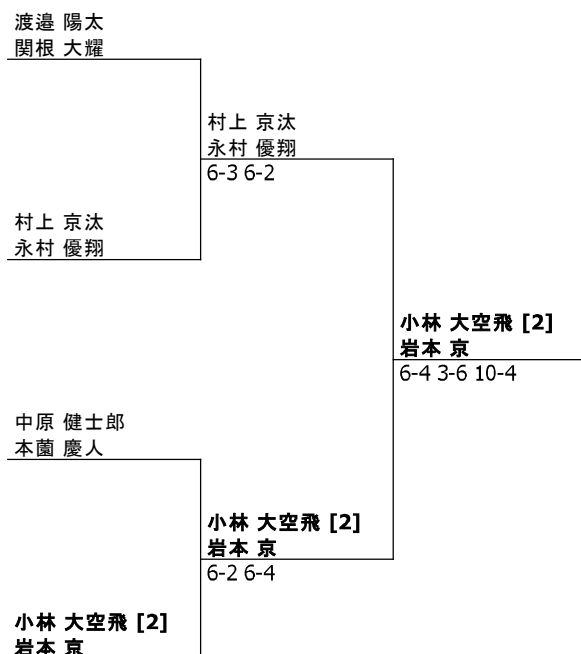 渡邉 陽太
関根 大耀
村上 京汰
永村 優翔
6-3 6-2
村上 京汰
永村 優翔
小林 大空飛 [2]
岩本 京
6-4 3-6 10-4
中原 健士郎
本薗 慶人
小林 大空飛 [2]
岩本 京
6-2 6-4
小林 大空飛 [2]
岩本 京